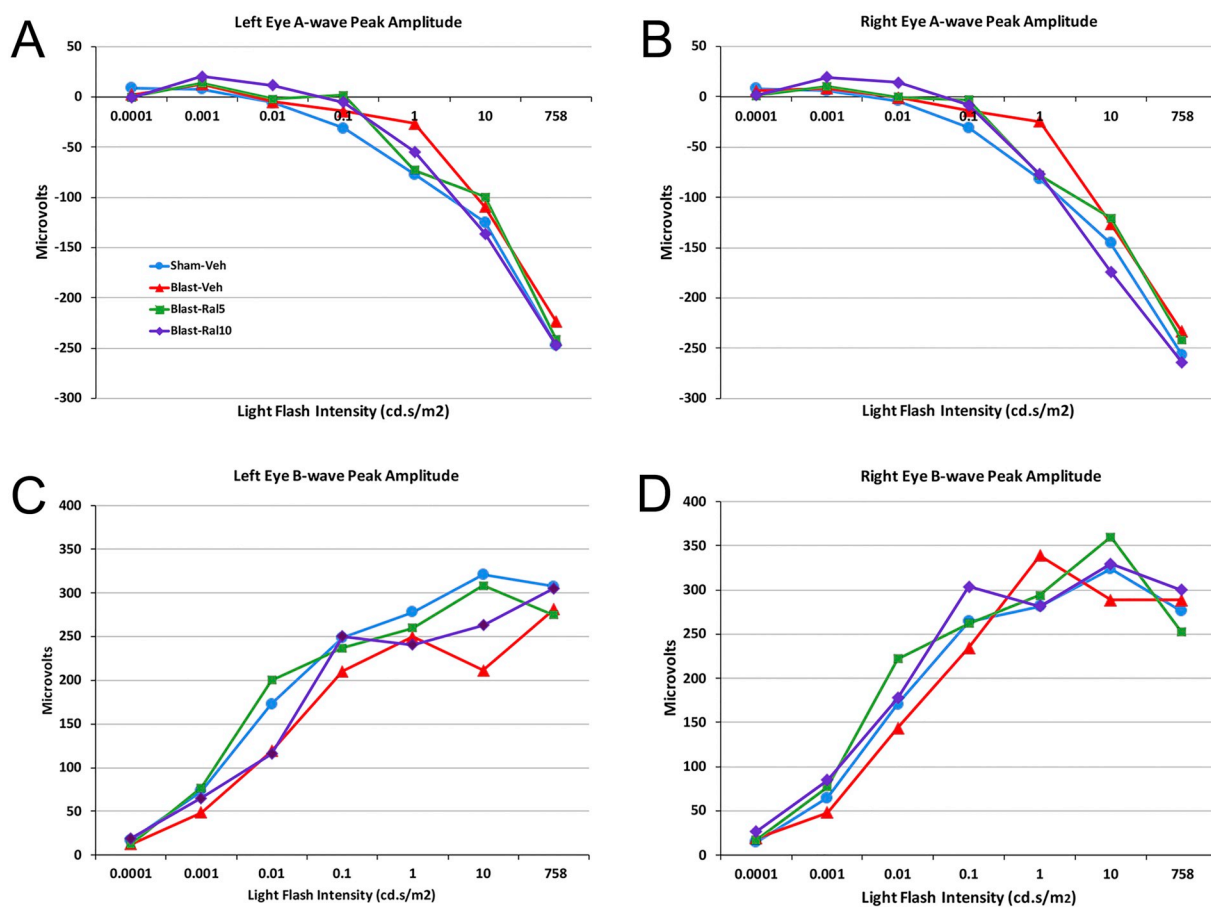 A
Left Eye A-wave Peak Amplitude
50
0
-50
-100
-150
-200
-250
-300
Microvolts
0.0001 0.001 0.01 0.1 1 10 758
Sham-Veh
Blast-Veh
Blast-Ral5
Blast-Ral10
Light Flash Intensity (cd.s/m2)
B
Right Eye A-wave Peak Amplitude
50
0
-50
-100
-150
-200
-250
-300
Microvolts
0.0001 0.001 0.01 0.1 1 10 758
Light Flash Intensity (cd.s/m2)
C
Left Eye B-wave Peak Amplitude
400
350
300
250
200
150
100
50
0
Microvolts
0.0001 0.001 0.01 0.1 1 10 758
Light Flash Intensity (cd.s/m2)
D
Right Eye B-wave Peak Amplitude
400
350
300
250
200
150
100
50
0
Microvolts
0.0001 0.001 0.01 0.1 1 10 758
Light Flash Intensity (cd.s/m2)